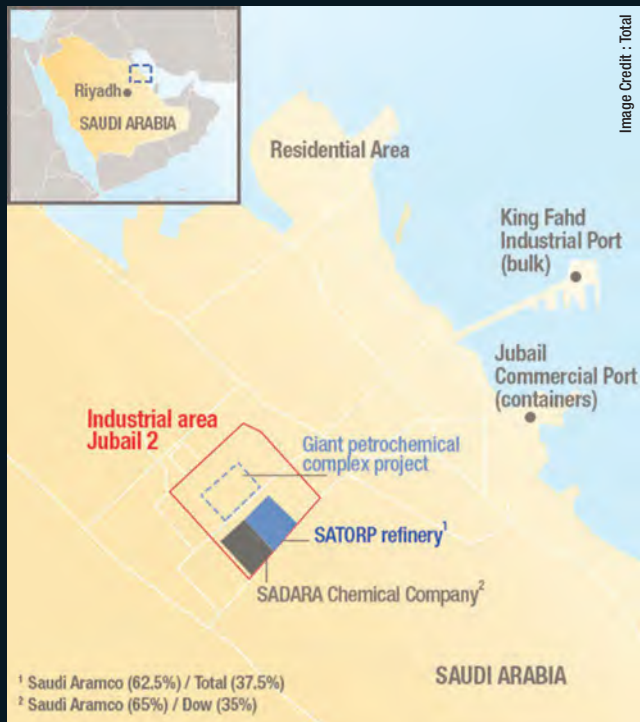 Image Credit : Total
Riyadh
SAUDI ARABIA
Residential Area
King Fahd
Industrial Port
(bulk)
Jubail
Commercial Port
(containers)
Industrial area
Jubail 2
Giant petrochemical
complex project
SATORP refinery¹
SADARA Chemical Company²
SAUDI ARABIA
¹ Saudi Aramco (62.5%) / Total (37.5%)
² Saudi Aramco (65%) / Dow (35%)